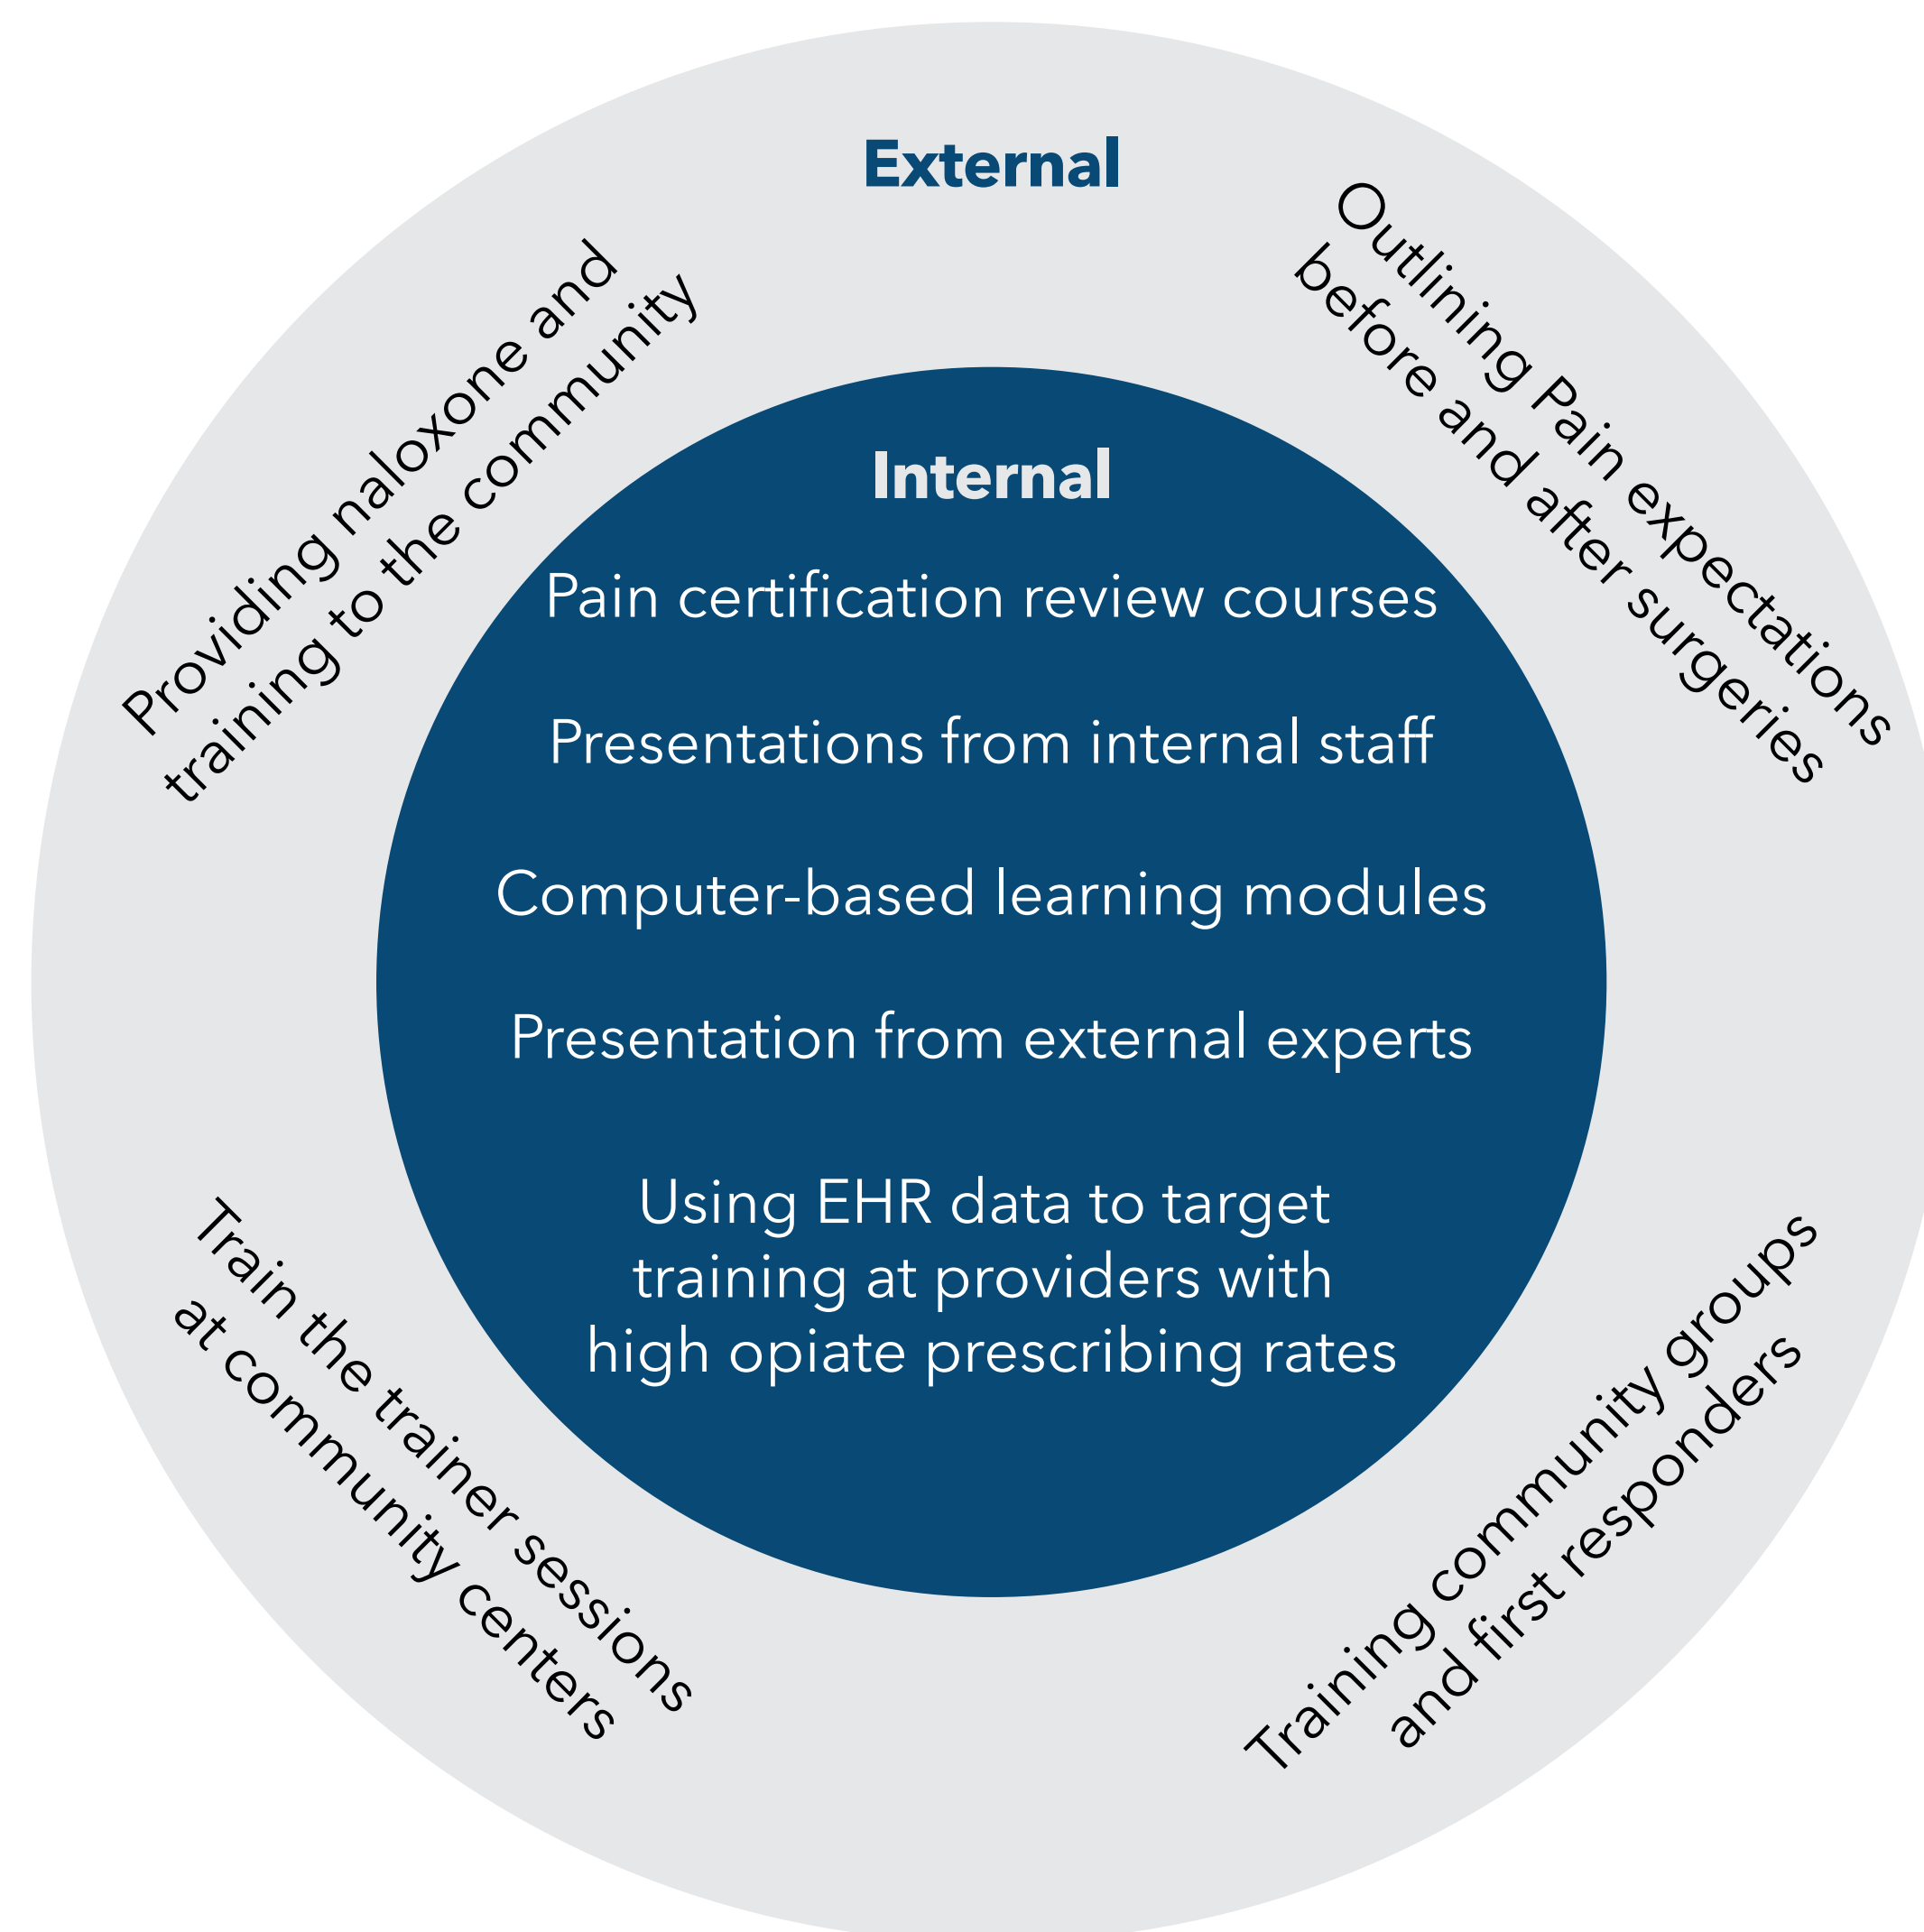 External
Providing naloxone and
training to the community
Outlining Pain expectations
before and after surgeries
Internal
Pain certification review courses
Presentations from internal staff
Computer-based learning modules
Presentation from external experts
Using EHR data to target
training at providers with
high opiate prescribing rates
Train the trainer sessions
at community centers
Training community groups
and first responders